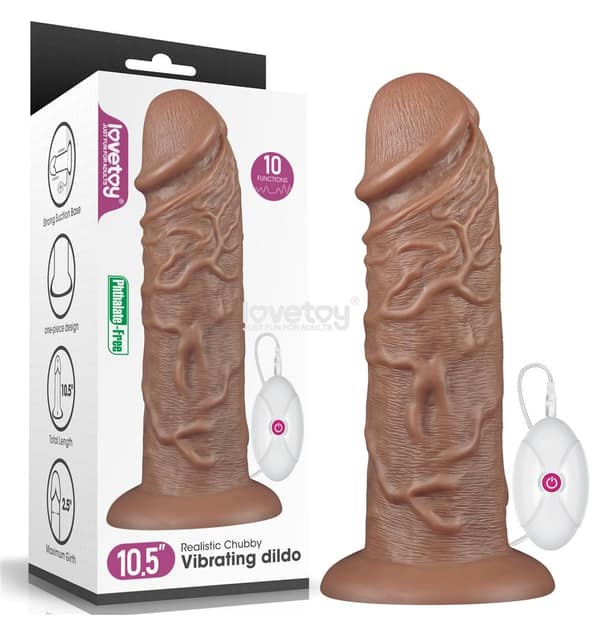 lovetoy®
JUST FUN FOR ADULTS
10
FUNCTIONS
Strong Suction Base
one-piece design
10.5"
Total Length
2.5"
Maximum Girth
Phthalate-Free
10.5"
Realistic Chubby
Vibrating dildo
lovetoy®
JUST FUN FOR ADULTS